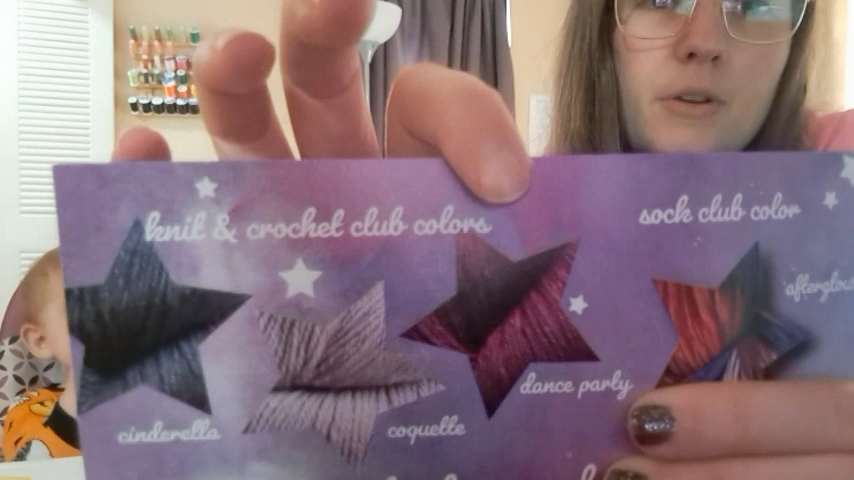 knit & crochet club colors
sock club color
afterglow
dance party
cinderella
coquette